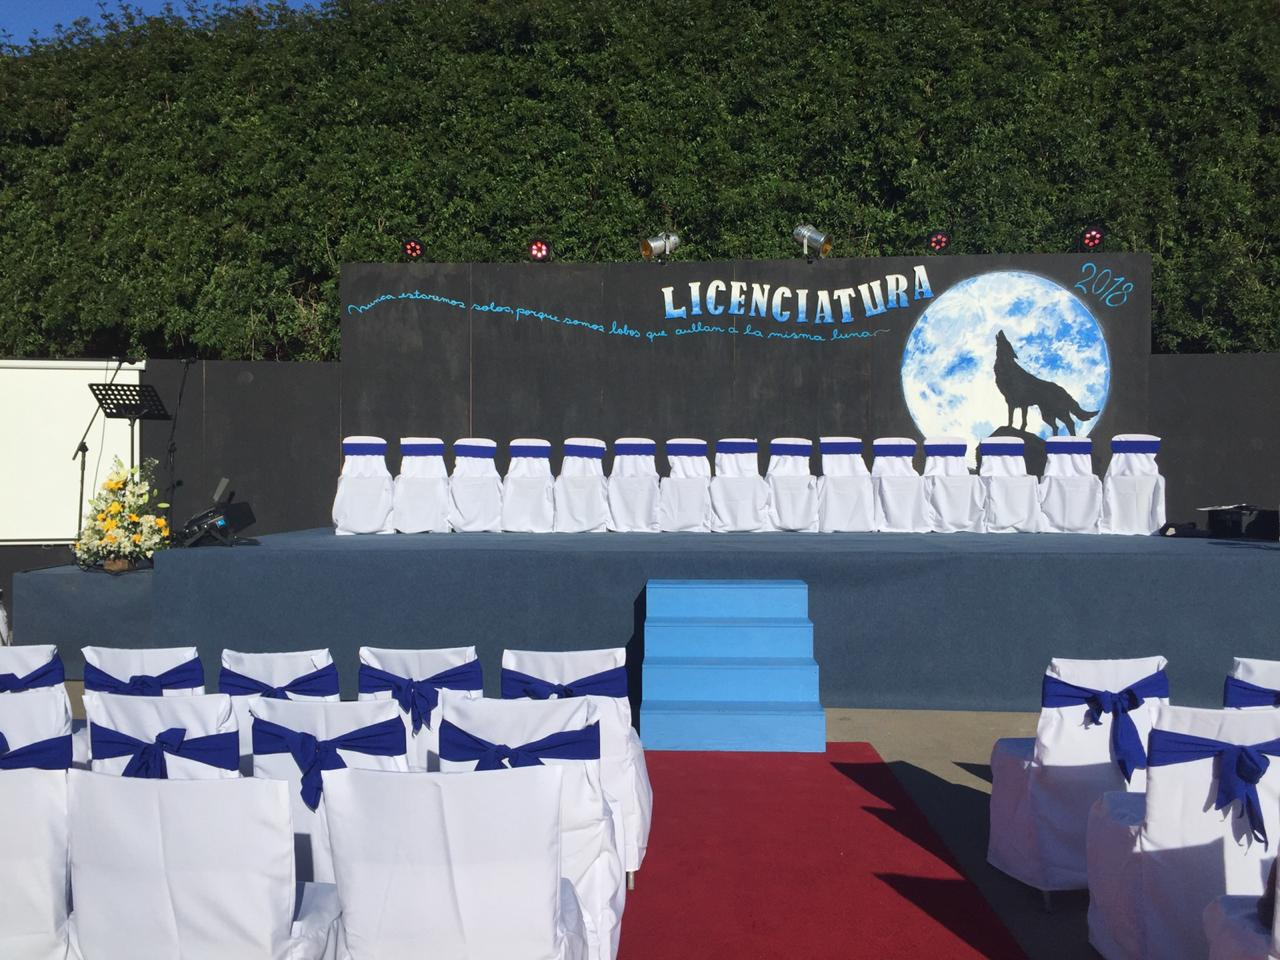 LICENCIATURA
2018
Nunca estaremos solos, porque somos lobos que aullan a la misma luna